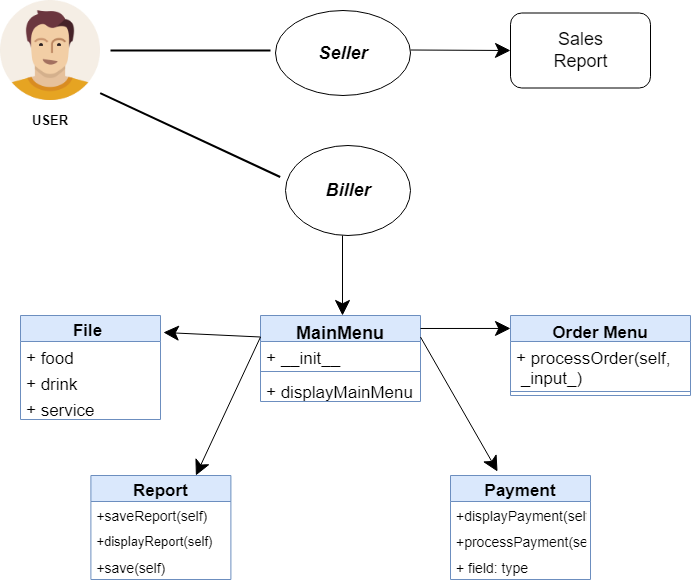 Seller
Sales
Report
USER
Biller
File
+ food
+ drink
+ service
MainMenu
+ __init__
+ displayMainMenu
Order Menu
+ processOrder(self,
_input_)
Report
+saveReport(self)
+displayReport(self)
+save(self)
Payment
+displayPayment(sel
+processPayment(se
+ field: type